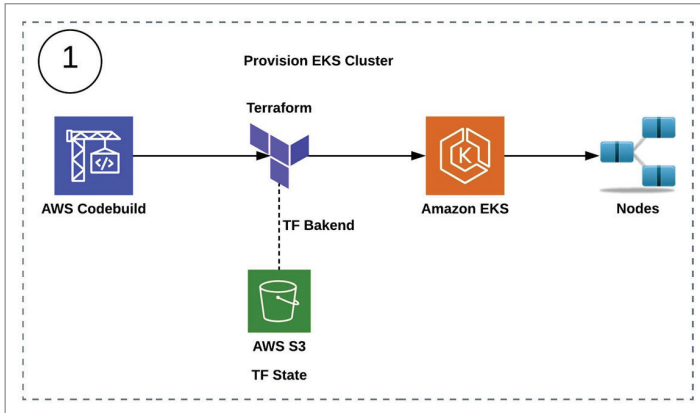 1
Provision EKS Cluster
Terraform
AWS Codebuild
Amazon EKS
Nodes
TF Bakend
AWS S3
TF State